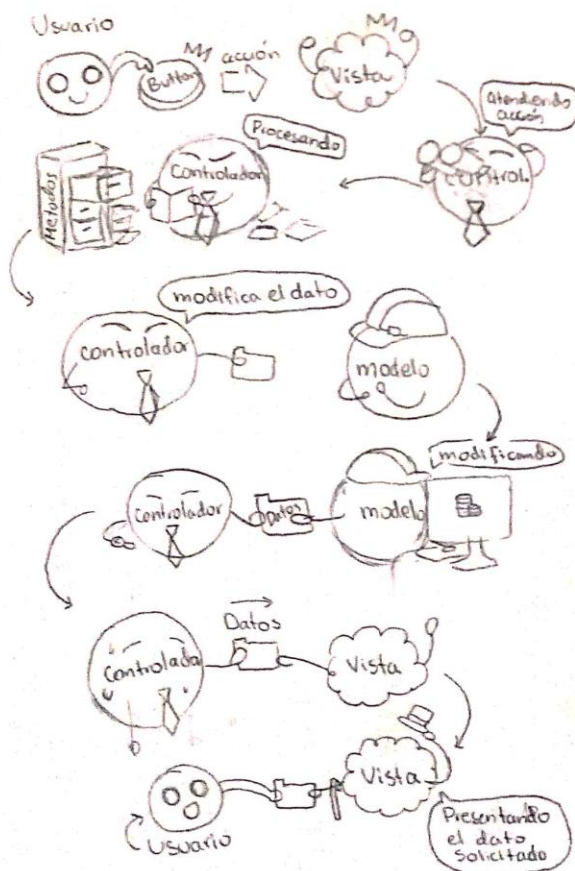 Usuario
Button
acción
Vista
atendiendo
acción
Control.
Procesando
Controlador
Metodos
modifica el dato
Controlador
modelo
modificando
Controlador
Datos
modelo
Datos
Controlada
Vista
Vista
Usuario
Presentando
el dato
solicitado